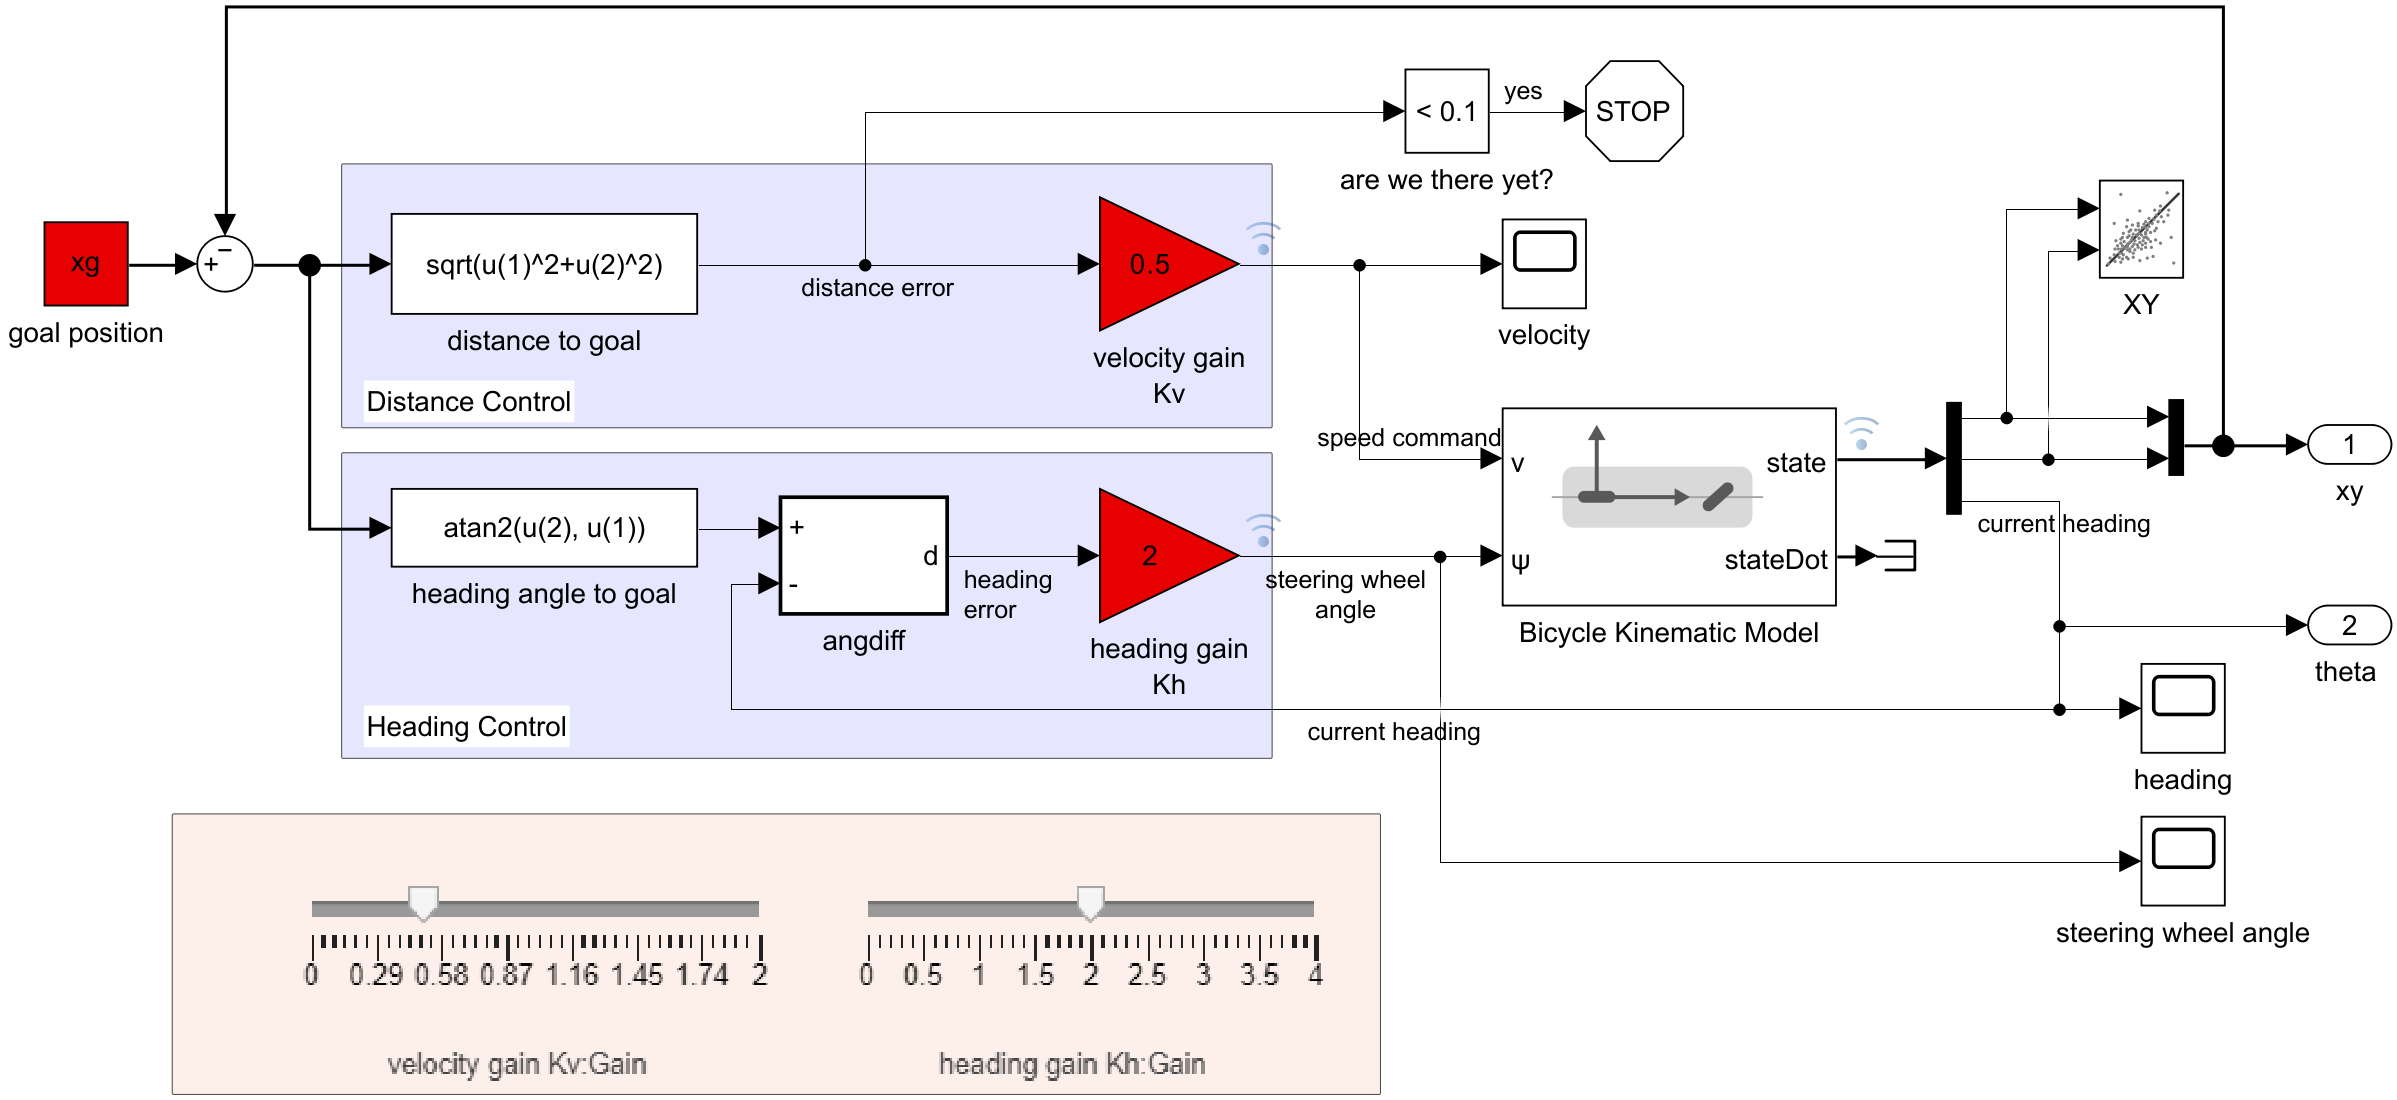 < 0.1
yes
STOP
are we there yet?
xg
goal position
+
−
sqrt(u(1)^2+u(2)^2)
distance to goal
distance error
0.5
velocity gain
Kv
Distance Control
velocity
XY
speed command
v
ψ
state
stateDot
Bicycle Kinematic Model
current heading
1
xy
2
theta
atan2(u(2), u(1))
heading angle to goal
+
-
d
angdiff
heading
error
2
heading gain
Kh
steering wheel
angle
Heading Control
current heading
heading
steering wheel angle
0 0.29 0.58 0.87 1.16 1.45 1.74 2
velocity gain Kv:Gain
0 0.5 1 1.5 2 2.5 3 3.5 4
heading gain Kh:Gain